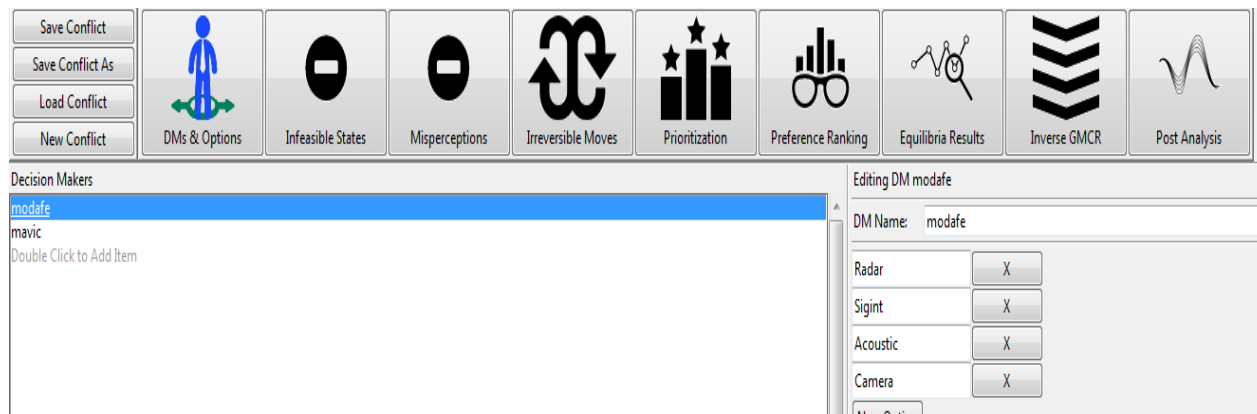 Save Conflict
Save Conflict As
Load Conflict
New Conflict
DMs & Options
Infeasible States
Misperceptions
Irreversible Moves
Prioritization
Preference Ranking
Equilibria Results
Inverse GMCR
Post Analysis
Decision Makers
modafe
mavic
Double Click to Add Item
Editing DM modafe
DM Name: modafe
Radar X
Sigint X
Acoustic X
Camera X